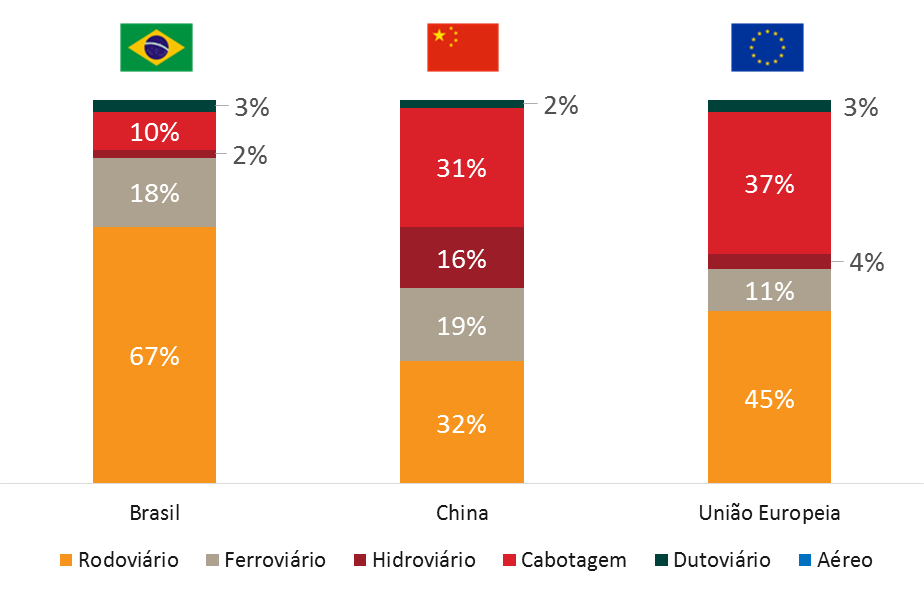 3%
10%
2%
18%
67%
2%
31%
16%
19%
32%
3%
37%
4%
11%
45%
Brasil
China
União Europeia
Rodoviário
Ferroviário
Hidroviário
Cabotagem
Dutoviário
Aéreo